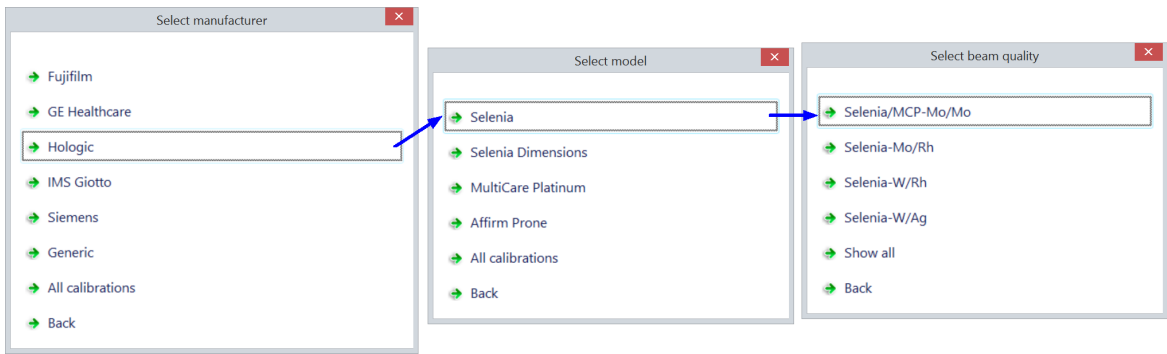 Select manufacturer
Fujifilm
GE Healthcare
Hologic
IMS Giotto
Siemens
Generic
All calibrations
Back
Select model
Selenia
Selenia Dimensions
MultiCare Platinum
Affirm Prone
All calibrations
Back
Select beam quality
Selenia/MCP-Mo/Mo
Selenia-Mo/Rh
Selenia-W/Rh
Selenia-W/Ag
Show all
Back